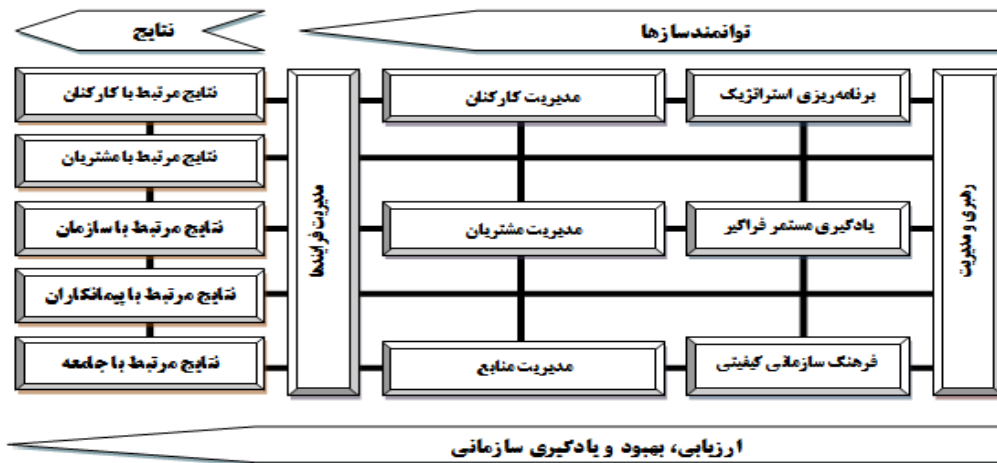 توانمندسازها
نتایج
رهبری و مدیریت
برنامه‌ریزی استراتژیک
مدیریت کارکنان
مدیریت فرایندها
نتایج مرتبط با کارکنان
نتایج مرتبط با مشتریان
یادگیری مستمر فراگیر
مدیریت مشتریان
نتایج مرتبط با سازمان
نتایج مرتبط با پیمانکاران
فرهنگ سازمانی کیفیتی
مدیریت منابع
نتایج مرتبط با جامعه
ارزیابی، بهبود و یادگیری سازمانی